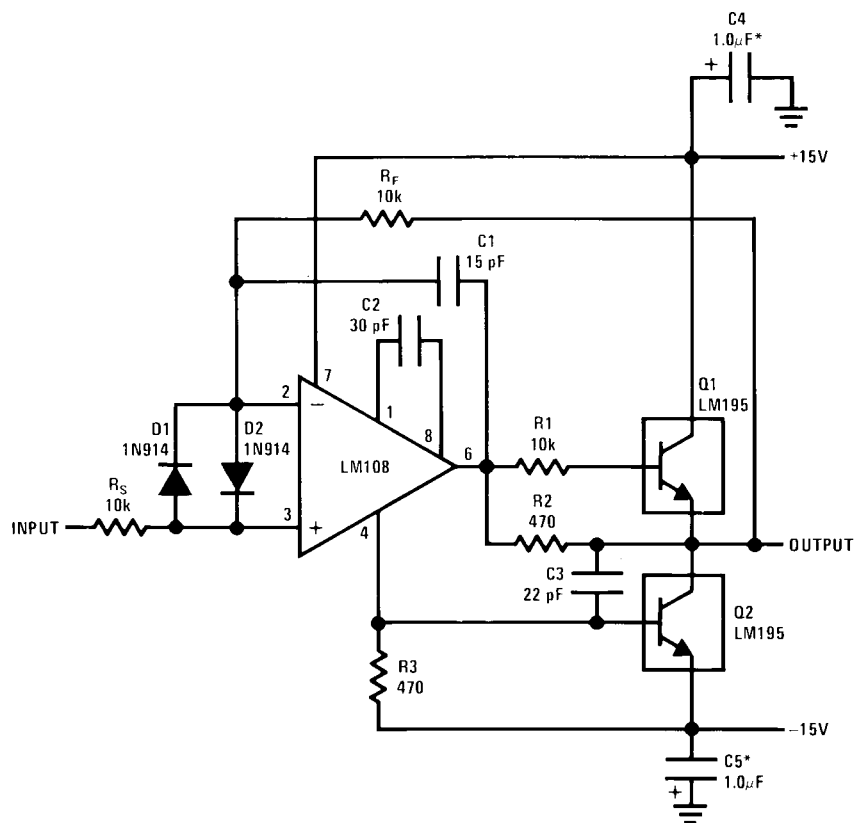 C4
1.0μF*
+
+15V
RF
10k
C1
15 pF
C2
30 pF
7
Q1
LM195
2
−
1
D1
1N914
D2
1N914
8
R1
10k
6
LM108
RS
10k
R2
470
INPUT
3
+
4
OUTPUT
C3
22 pF
Q2
LM195
R3
470
−15V
C5*
1.0μF
+